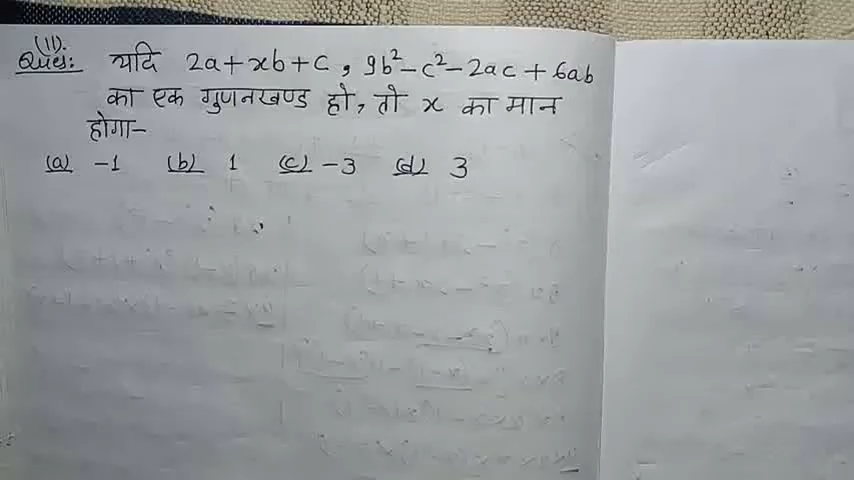 (11).
Ques: यदि 2a+xb+c, 9b²-c²-2ac+6ab
का एक गुणनखण्ड हो, तो x का मान
होगा-
(a) -1 (b) 1 (c) -3 (d) 3